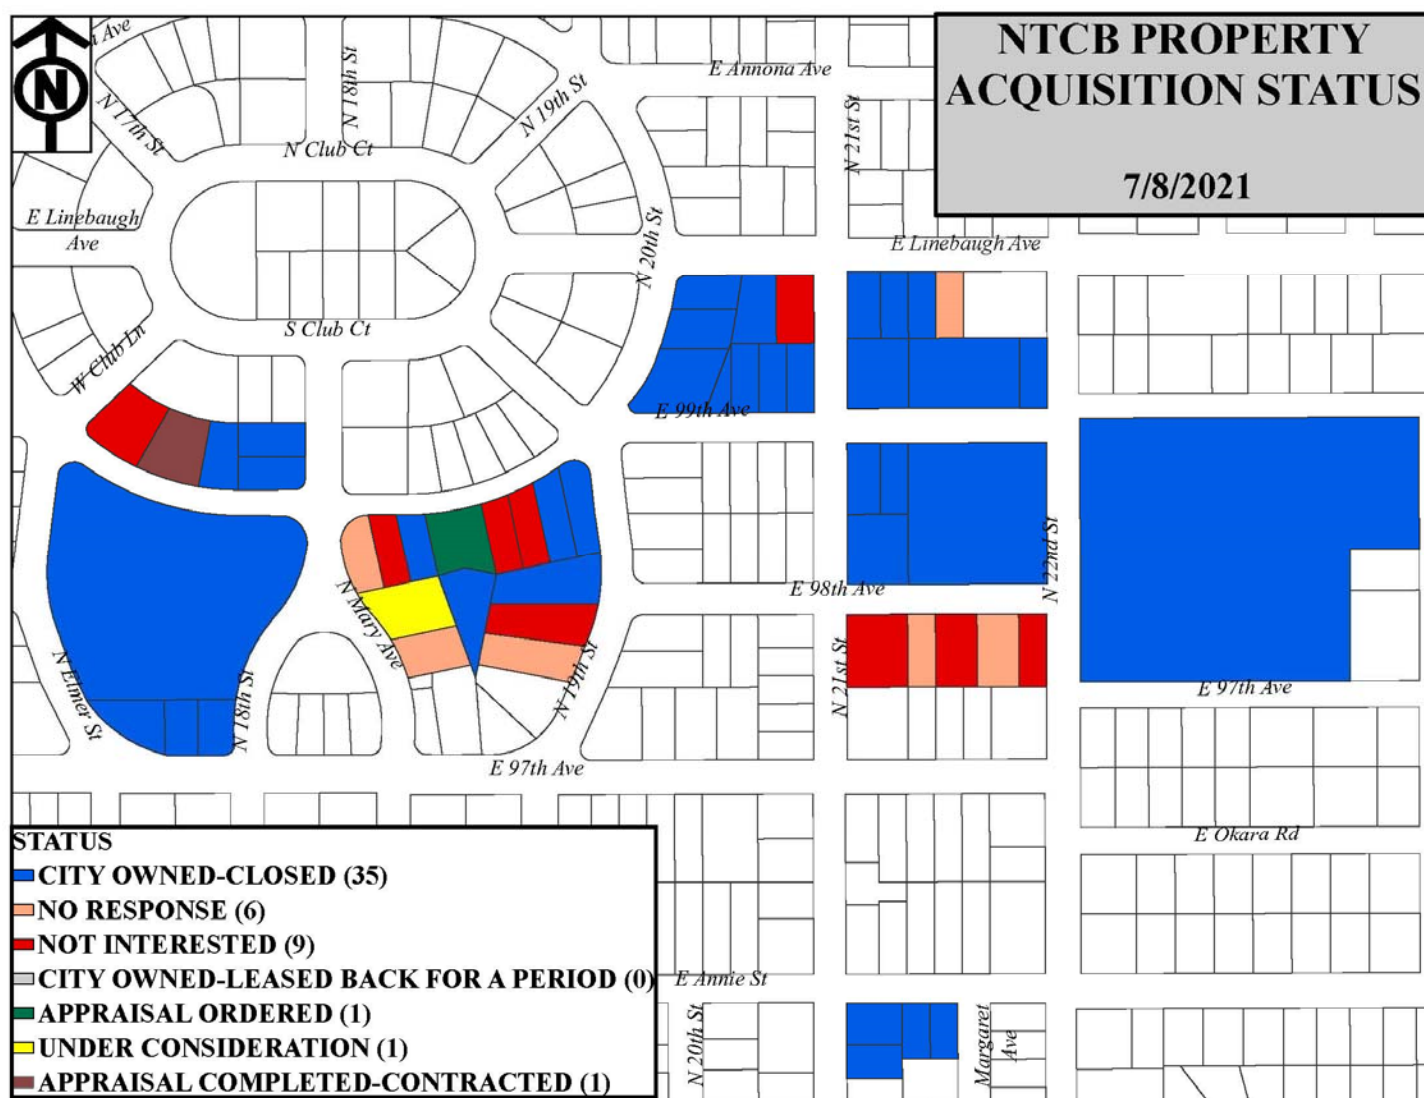 N
a Ave
N 17th St
N 18th St
N 19th St
E Annona Ave
N 21st St
NTCB PROPERTY
ACQUISITION STATUS
7/8/2021
N Club Ct
E Linebaugh
Ave
N 20th St
E Linebaugh Ave
S Club Ct
W Club Ln
E 99th Ave
N 22nd St
E 98th Ave
N Mary Ave
N Elmer St
N 18th St
N 19th St
N 21st St
E 97th Ave
E 97th Ave
E Okara Rd
STATUS
CITY OWNED-CLOSED (35)
NO RESPONSE (6)
NOT INTERESTED (9)
CITY OWNED-LEASED BACK FOR A PERIOD (0)
APPRAISAL ORDERED (1)
UNDER CONSIDERATION (1)
APPRAISAL COMPLETED-CONTRACTED (1)
E Annie St
N 20th St
Margaret
Ave